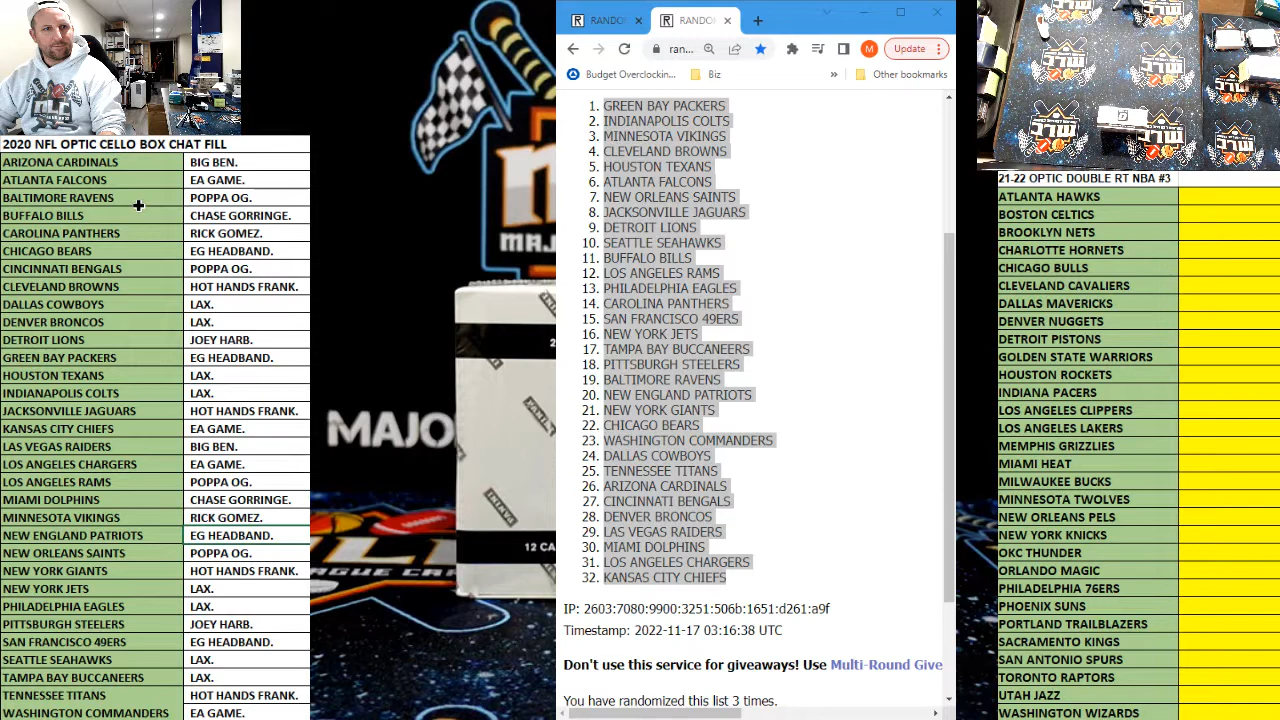 2020 NFL OPTIC CELLO BOX CHAT FILL
ARIZONA CARDINALS BIG BEN.
ATLANTA FALCONS EA GAME.
BALTIMORE RAVENS POPPA OG.
BUFFALO BILLS CHASE GORRINGE.
CAROLINA PANTHERS RICK GOMEZ.
CHICAGO BEARS EG HEADBAND.
CINCINNATI BENGALS POPPA OG.
CLEVELAND BROWNS HOT HANDS FRANK.
DALLAS COWBOYS LAX.
DENVER BRONCOS LAX.
DETROIT LIONS JOEY HARB.
GREEN BAY PACKERS EG HEADBAND.
HOUSTON TEXANS LAX.
INDIANAPOLIS COLTS LAX.
JACKSONVILLE JAGUARS HOT HANDS FRANK.
KANSAS CITY CHIEFS EA GAME.
LAS VEGAS RAIDERS BIG BEN.
LOS ANGELES CHARGERS EA GAME.
LOS ANGELES RAMS POPPA OG.
MIAMI DOLPHINS CHASE GORRINGE.
MINNESOTA VIKINGS RICK GOMEZ.
NEW ENGLAND PATRIOTS EG HEADBAND.
NEW ORLEANS SAINTS POPPA OG.
NEW YORK GIANTS HOT HANDS FRANK.
NEW YORK JETS LAX.
PHILADELPHIA EAGLES LAX.
PITTSBURGH STEELERS JOEY HARB.
SAN FRANCISCO 49ERS EG HEADBAND.
SEATTLE SEAHAWKS LAX.
TAMPA BAY BUCCANEERS LAX.
TENNESSEE TITANS HOT HANDS FRANK.
WASHINGTON COMMANDERS EA GAME.
MAJO
12 CA
PANINI
RANDO
RANDO
ran...
M
Update
Budget Overclockin...
Biz
»
Other bookmarks
1. GREEN BAY PACKERS
2. INDIANAPOLIS COLTS
3. MINNESOTA VIKINGS
4. CLEVELAND BROWNS
5. HOUSTON TEXANS
6. ATLANTA FALCONS
7. NEW ORLEANS SAINTS
8. JACKSONVILLE JAGUARS
9. DETROIT LIONS
10. SEATTLE SEAHAWKS
11. BUFFALO BILLS
12. LOS ANGELES RAMS
13. PHILADELPHIA EAGLES
14. CAROLINA PANTHERS
15. SAN FRANCISCO 49ERS
16. NEW YORK JETS
17. TAMPA BAY BUCCANEERS
18. PITTSBURGH STEELERS
19. BALTIMORE RAVENS
20. NEW ENGLAND PATRIOTS
21. NEW YORK GIANTS
22. CHICAGO BEARS
23. WASHINGTON COMMANDERS
24. DALLAS COWBOYS
25. TENNESSEE TITANS
26. ARIZONA CARDINALS
27. CINCINNATI BENGALS
28. DENVER BRONCOS
29. LAS VEGAS RAIDERS
30. MIAMI DOLPHINS
31. LOS ANGELES CHARGERS
32. KANSAS CITY CHIEFS
IP: 2603:7080:9900:3251:506b:1651:d261:a9f
Timestamp: 2022-11-17 03:16:38 UTC
Don't use this service for giveaways! Use Multi-Round Give
You have randomized this list 3 times.
21-22 OPTIC DOUBLE RT NBA #3
ATLANTA HAWKS
BOSTON CELTICS
BROOKLYN NETS
CHARLOTTE HORNETS
CHICAGO BULLS
CLEVELAND CAVALIERS
DALLAS MAVERICKS
DENVER NUGGETS
DETROIT PISTONS
GOLDEN STATE WARRIORS
HOUSTON ROCKETS
INDIANA PACERS
LOS ANGELES CLIPPERS
LOS ANGELES LAKERS
MEMPHIS GRIZZLIES
MIAMI HEAT
MILWAUKEE BUCKS
MINNESOTA TWOLVES
NEW ORLEANS PELS
NEW YORK KNICKS
OKC THUNDER
ORLANDO MAGIC
PHILADELPHIA 76ERS
PHOENIX SUNS
PORTLAND TRAILBLAZERS
SACRAMENTO KINGS
SAN ANTONIO SPURS
TORONTO RAPTORS
UTAH JAZZ
WASHINGTON WIZARDS